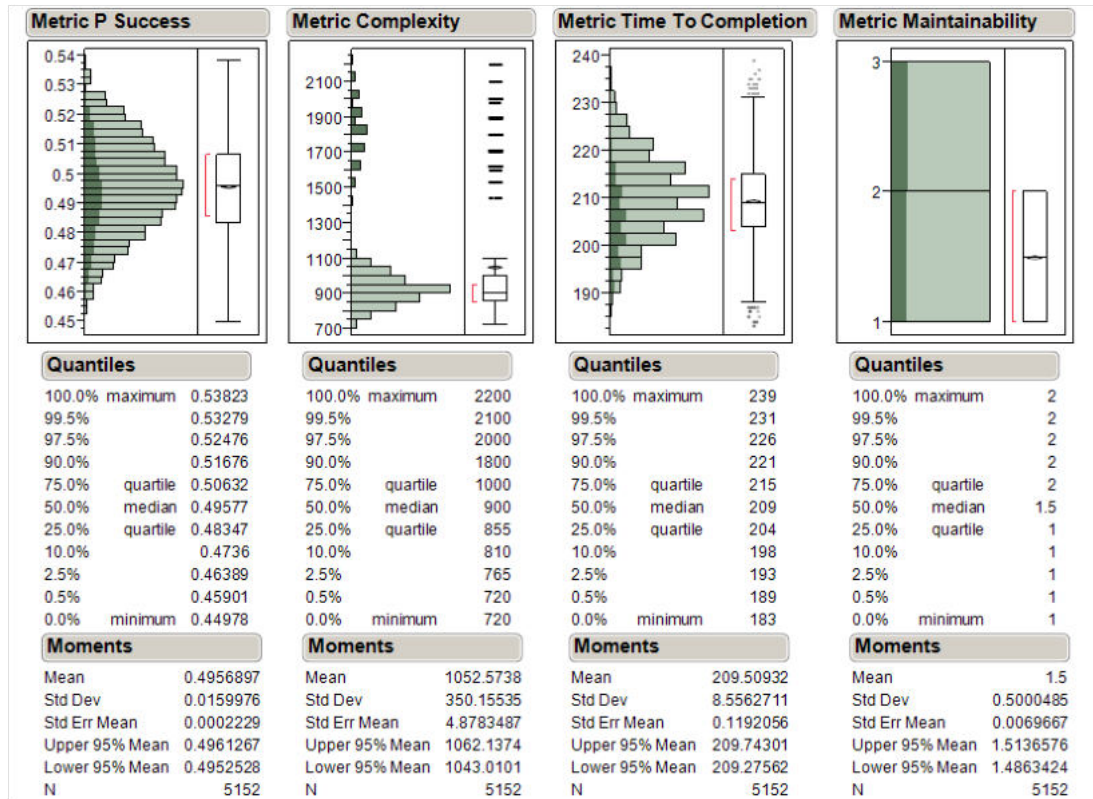 Metric P Success
0.54
0.53
0.52
0.51
0.5
0.49
0.48
0.47
0.46
0.45
Quantiles
100.0% maximum 0.53823
99.5% 0.53279
97.5% 0.52476
90.0% 0.51676
75.0% quartile 0.50632
50.0% median 0.49577
25.0% quartile 0.48347
10.0% 0.4736
2.5% 0.46389
0.5% 0.45901
0.0% minimum 0.44978
Moments
Mean 0.4956897
Std Dev 0.0159976
Std Err Mean 0.0002229
Upper 95% Mean 0.4961267
Lower 95% Mean 0.4952528
N 5152
Metric Complexity
2100
1900
1700
1500
1300
1100
900
700
Quantiles
100.0% maximum 2200
99.5% 2100
97.5% 2000
90.0% 1800
75.0% quartile 1000
50.0% median 900
25.0% quartile 855
10.0% 810
2.5% 765
0.5% 720
0.0% minimum 720
Moments
Mean 1052.5738
Std Dev 350.15535
Std Err Mean 4.8783487
Upper 95% Mean 1062.1374
Lower 95% Mean 1043.0101
N 5152
Metric Time To Completion
240
230
220
210
200
190
Quantiles
100.0% maximum 239
99.5% 231
97.5% 226
90.0% 221
75.0% quartile 215
50.0% median 209
25.0% quartile 204
10.0% 198
2.5% 193
0.5% 189
0.0% minimum 183
Moments
Mean 209.50932
Std Dev 8.5562711
Std Err Mean 0.1192056
Upper 95% Mean 209.74301
Lower 95% Mean 209.27562
N 5152
Metric Maintainability
3
2
1
Quantiles
100.0% maximum 2
99.5% 2
97.5% 2
90.0% 2
75.0% quartile 2
50.0% median 1.5
25.0% quartile 1
10.0% 1
2.5% 1
0.5% 1
0.0% minimum 1
Moments
Mean 1.5
Std Dev 0.5000485
Std Err Mean 0.0069667
Upper 95% Mean 1.5136576
Lower 95% Mean 1.4863424
N 5152